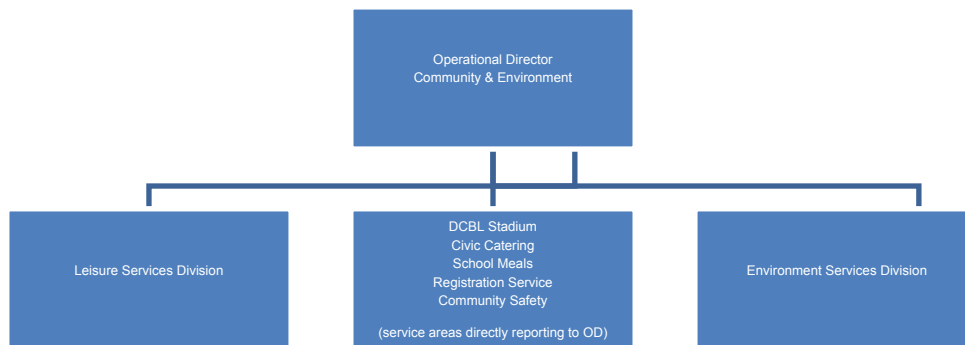 Operational Director
Community & Environment
Leisure Services Division
DCBL Stadium
Civic Catering
School Meals
Registration Service
Community Safety
(service areas directly reporting to OD)
Environment Services Division